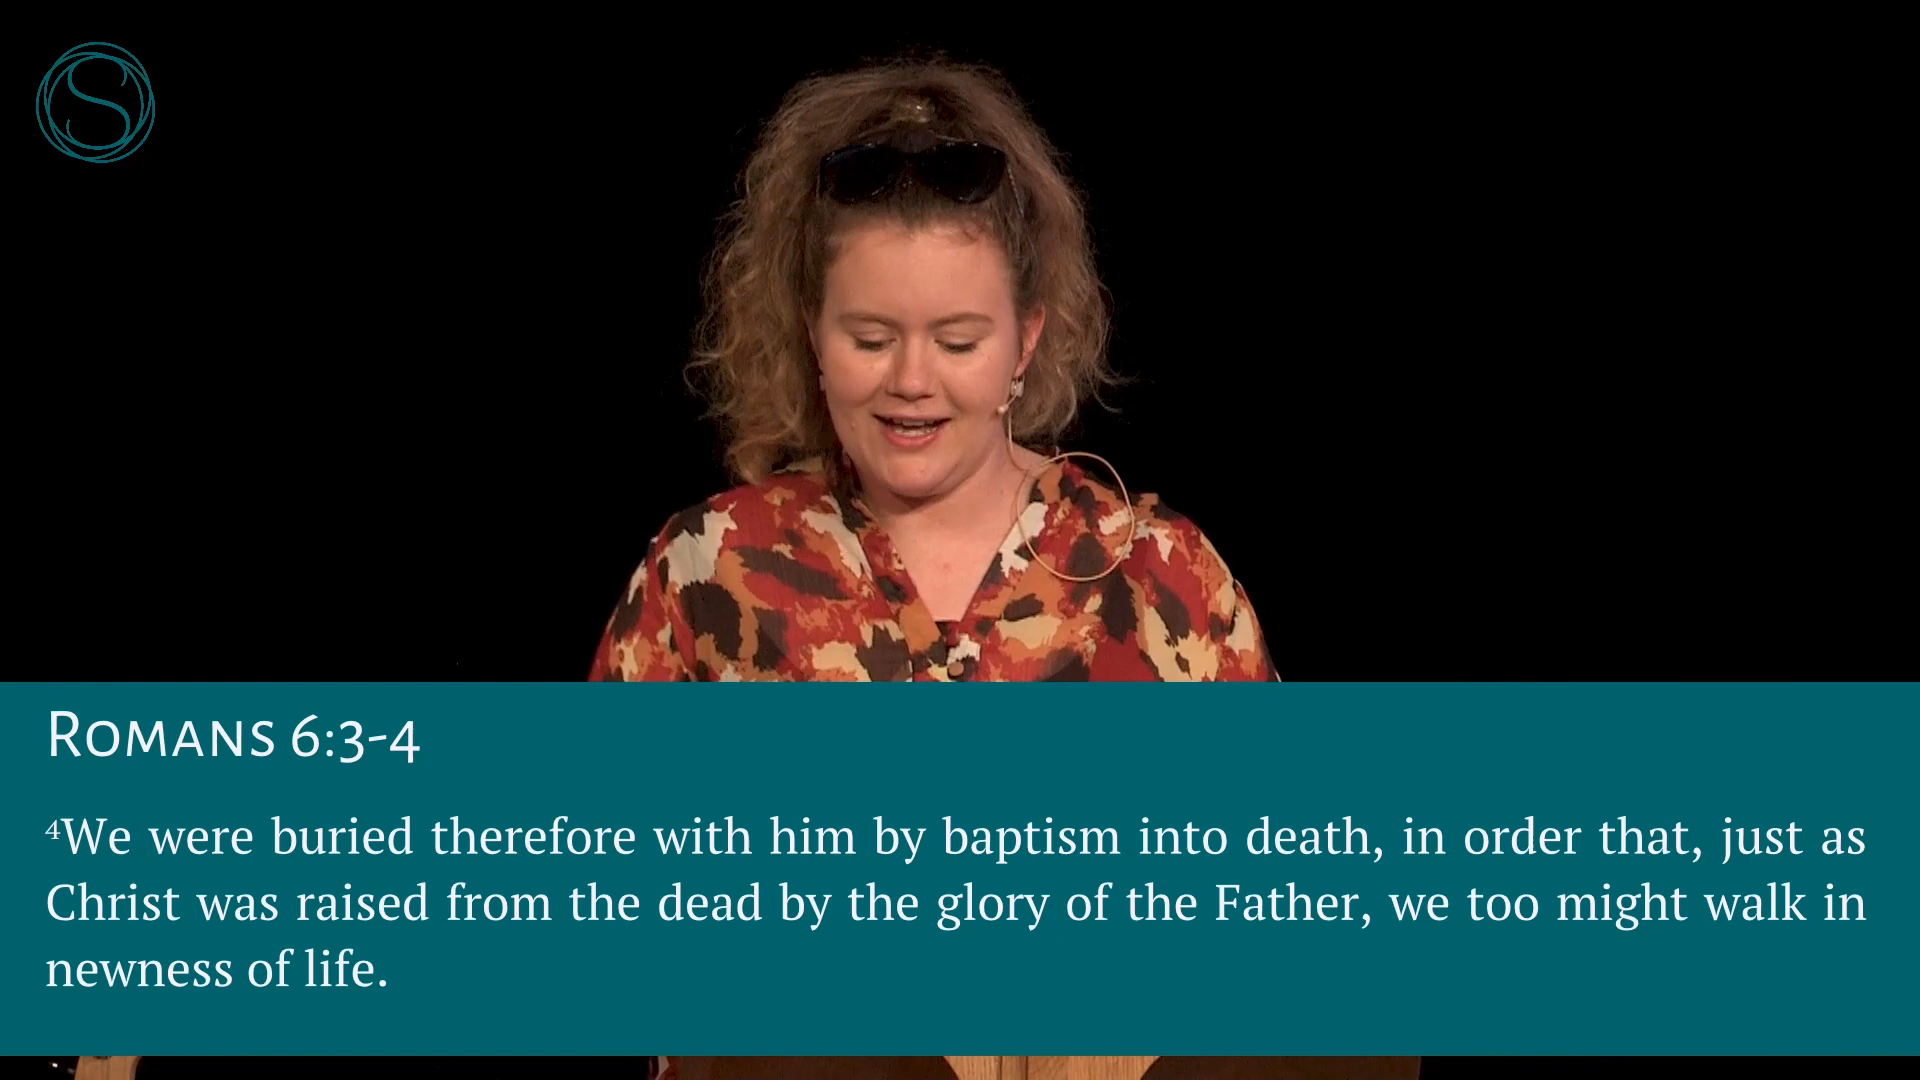 S
Romans 6:3-4
⁴We were buried therefore with him by baptism into death, in order that, just as
Christ was raised from the dead by the glory of the Father, we too might walk in
newness of life.